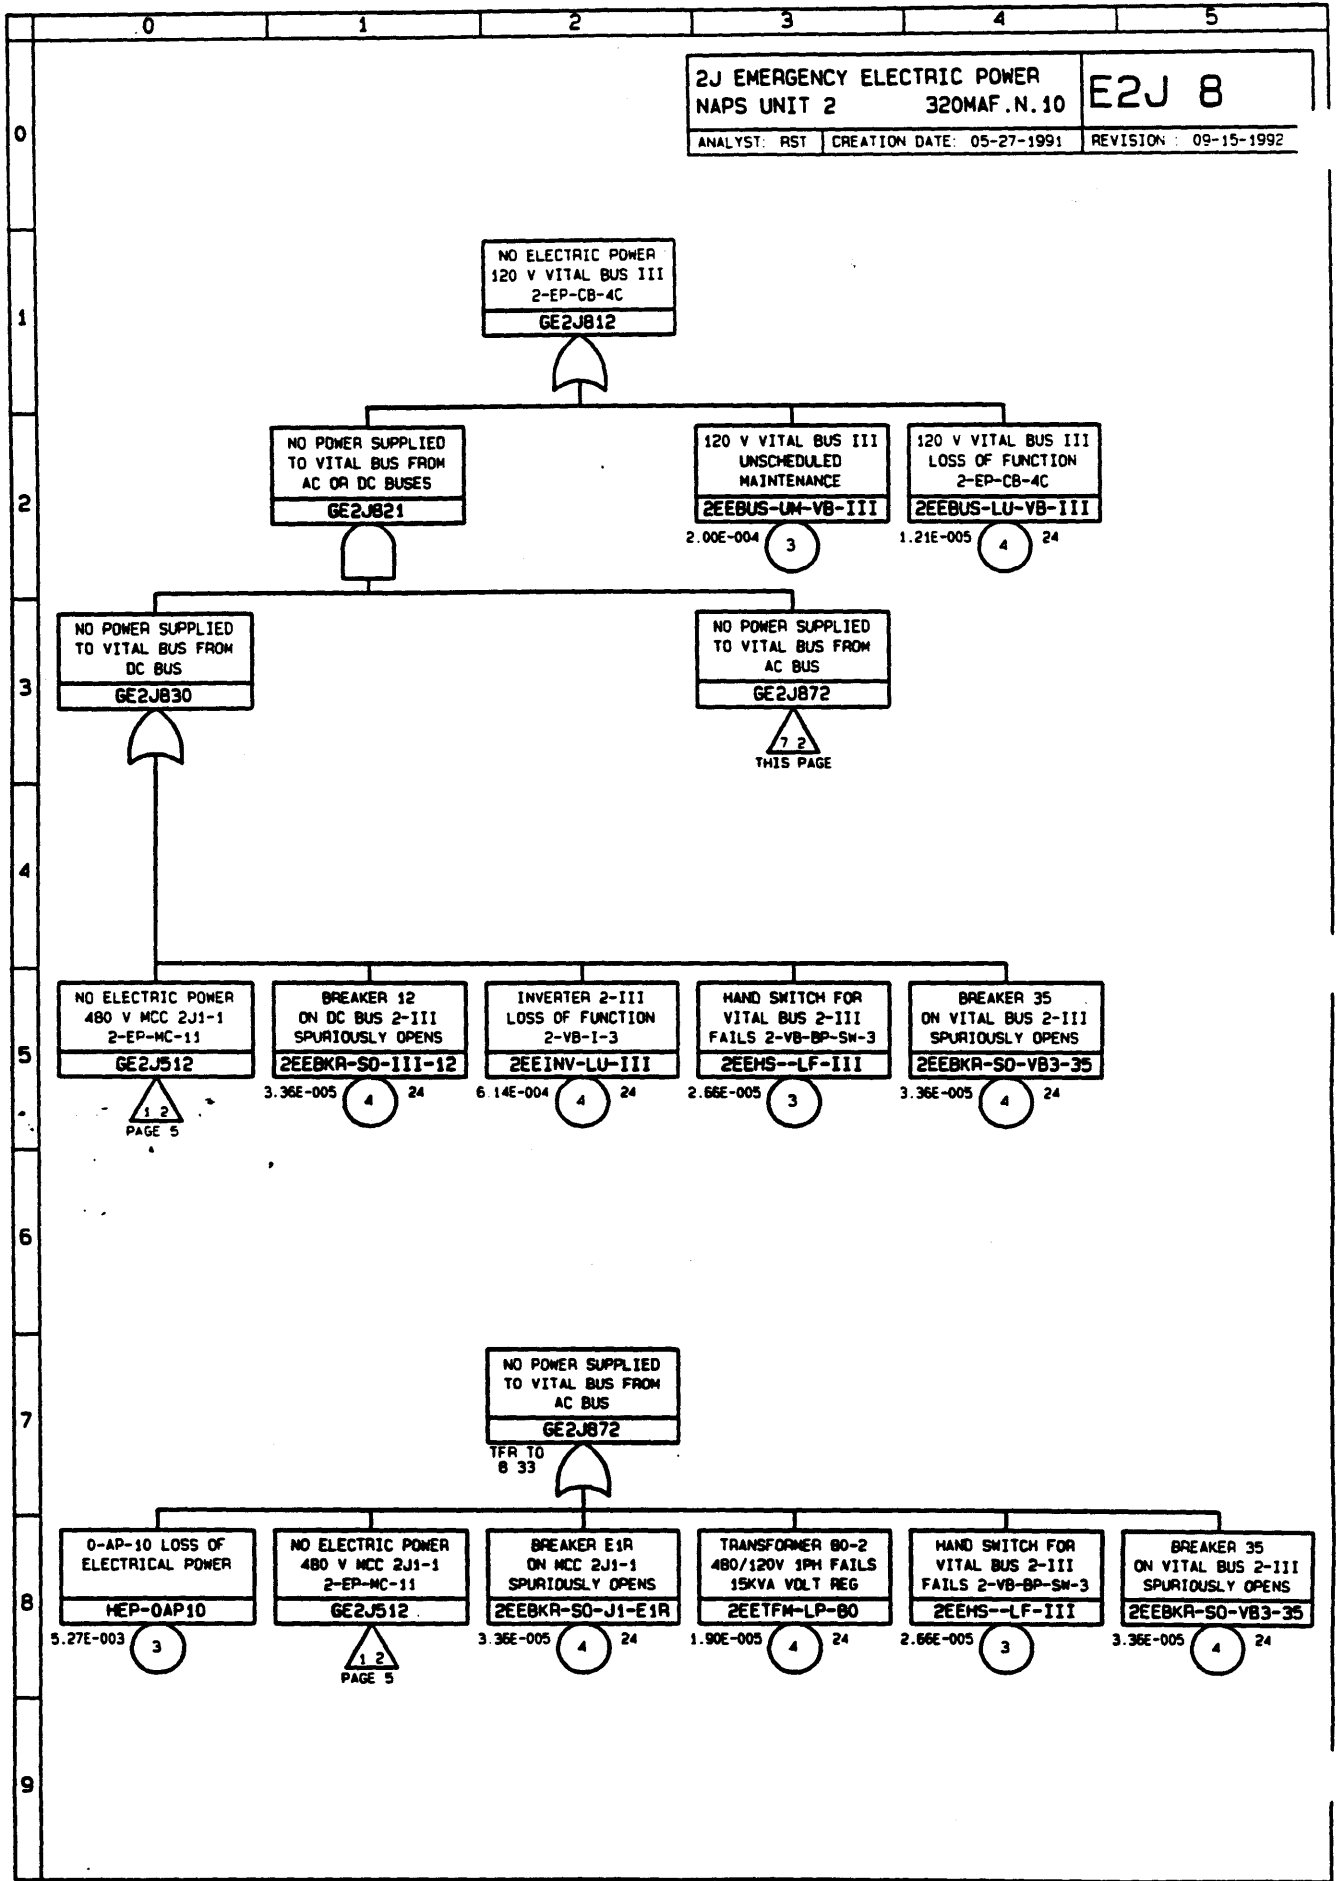 0 1 2 3 4 5
2J EMERGENCY ELECTRIC POWER
NAPS UNIT 2 320MAF.N.10
E2J 8
ANALYST: RST CREATION DATE: 05-27-1991 REVISION : 09-15-1992
0
NO ELECTRIC POWER
120 V VITAL BUS III
2-EP-CB-4C
GE2J812
1
NO POWER SUPPLIED
TO VITAL BUS FROM
AC OR DC BUSES
GE2J821
120 V VITAL BUS III
UNSCHEDULED
MAINTENANCE
2EEBUS-UM-VB-III
2.00E-004 3
120 V VITAL BUS III
LOSS OF FUNCTION
2-EP-CB-4C
2EEBUS-LU-VB-III
1.21E-005 4 24
2
NO POWER SUPPLIED
TO VITAL BUS FROM
DC BUS
GE2J830
NO POWER SUPPLIED
TO VITAL BUS FROM
AC BUS
GE2J872
7 2
THIS PAGE
3
4
NO ELECTRIC POWER
480 V MCC 2J1-1
2-EP-MC-11
GE2J512
1 2
PAGE 5
BREAKER 12
ON DC BUS 2-III
SPURIOUSLY OPENS
2EEBKR-SO-III-12
3.36E-005 4 24
INVERTER 2-III
LOSS OF FUNCTION
2-VB-I-3
2EEINV-LU-III
6.14E-004 4 24
HAND SWITCH FOR
VITAL BUS 2-III
FAILS 2-VB-BP-SW-3
2EEHS--LF-III
2.66E-005 3
BREAKER 35
ON VITAL BUS 2-III
SPURIOUSLY OPENS
2EEBKR-SO-VB3-35
3.36E-005 4 24
5
6
NO POWER SUPPLIED
TO VITAL BUS FROM
AC BUS
GE2J872
TFR TO
8 33
7
0-AP-10 LOSS OF
ELECTRICAL POWER
HEP-OAP10
5.27E-003 3
NO ELECTRIC POWER
480 V MCC 2J1-1
2-EP-MC-11
GE2J512
1 2
PAGE 5
BREAKER E1R
ON MCC 2J1-1
SPURIOUSLY OPENS
2EEBKR-SO-J1-E1R
3.36E-005 4 24
TRANSFORMER 80-2
480/120V 1PH FAILS
15KVA VOLT REG
2EETFM-LP-80
1.90E-005 4 24
HAND SWITCH FOR
VITAL BUS 2-III
FAILS 2-VB-BP-SW-3
2EEHS--LF-III
2.66E-005 3
BREAKER 35
ON VITAL BUS 2-III
SPURIOUSLY OPENS
2EEBKR-SO-VB3-35
3.36E-005 4 24
8
9